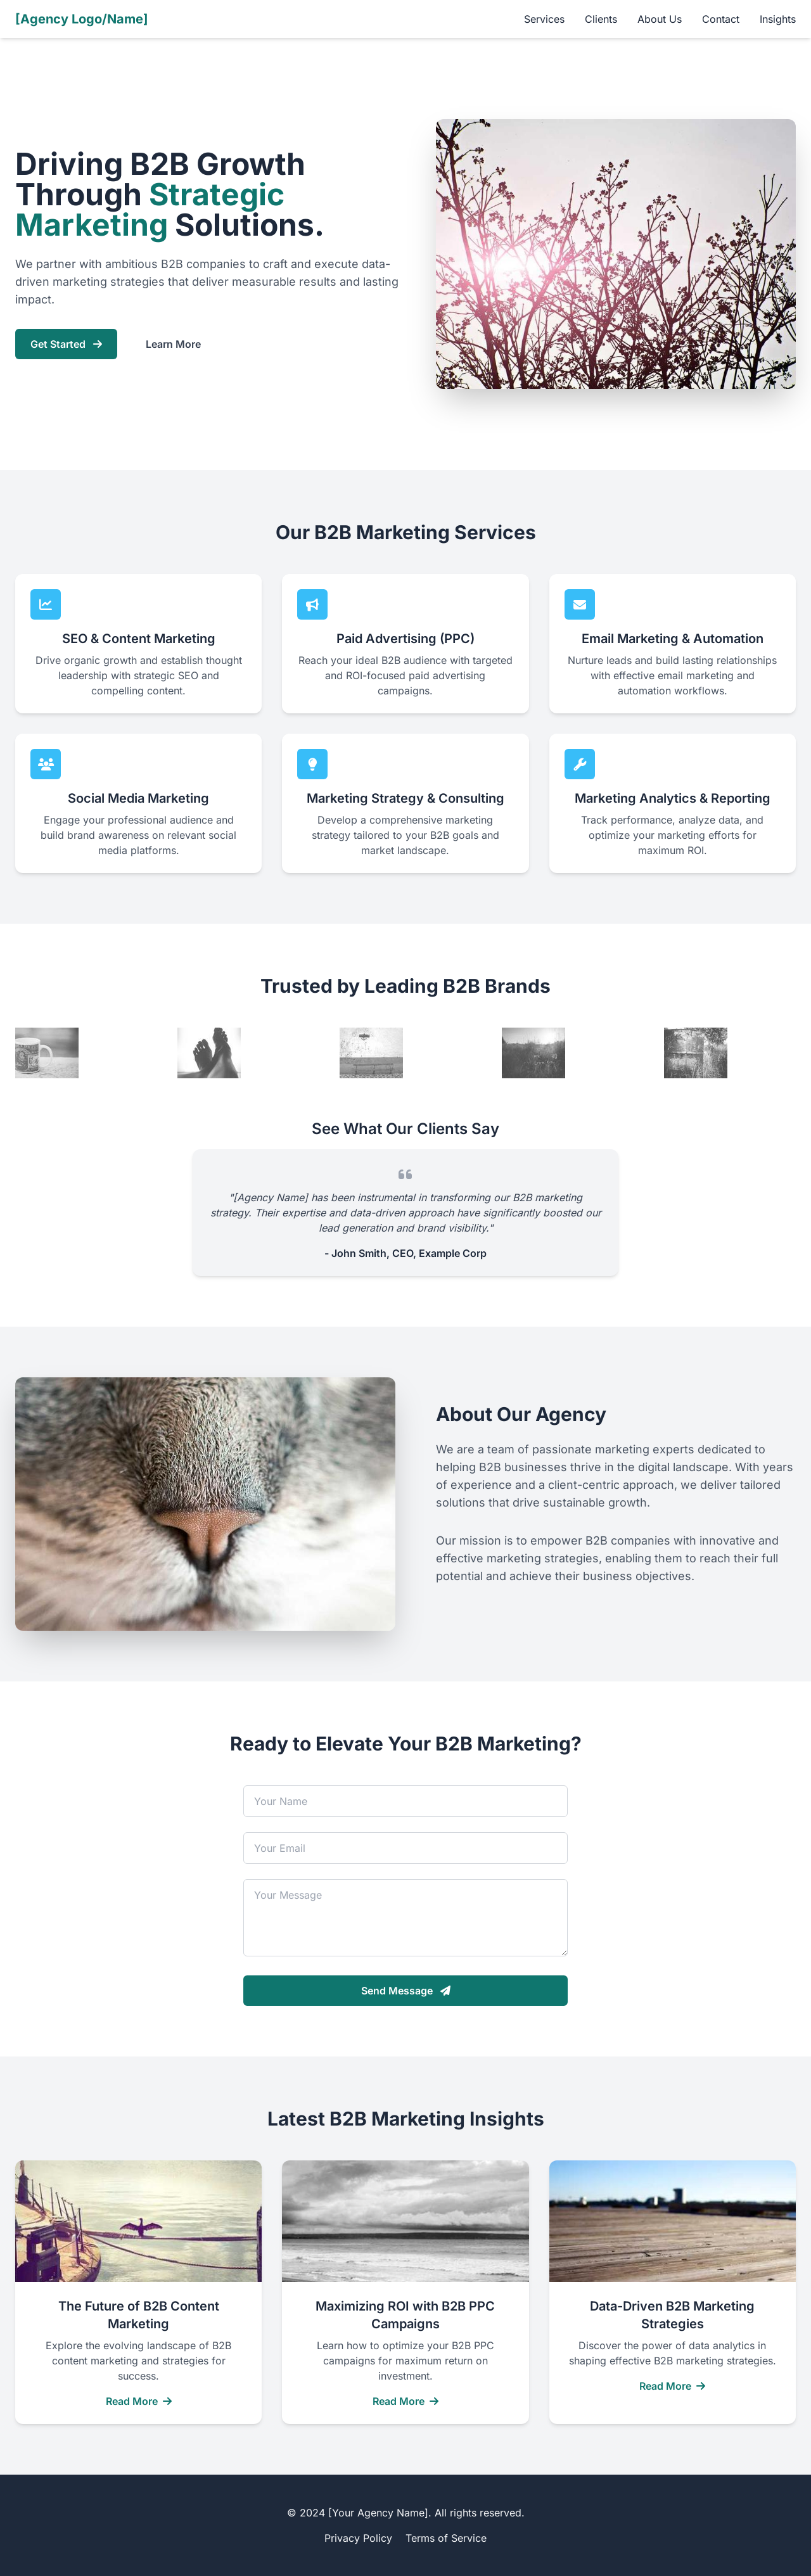 [Agency Logo/Name]
Services
Clients
About Us
Contact
Insights
Driving B2B Growth
Through Strategic
Marketing Solutions.
We partner with ambitious B2B companies to craft and execute data-
driven marketing strategies that deliver measurable results and lasting
impact.
Get Started
Learn More
Our B2B Marketing Services
SEO & Content Marketing
Drive organic growth and establish thought
leadership with strategic SEO and
compelling content.
Paid Advertising (PPC)
Reach your ideal B2B audience with targeted
and ROI-focused paid advertising
campaigns.
Email Marketing & Automation
Nurture leads and build lasting relationships
with effective email marketing and
automation workflows.
Social Media Marketing
Engage your professional audience and
build brand awareness on relevant social
media platforms.
Marketing Strategy & Consulting
Develop a comprehensive marketing
strategy tailored to your B2B goals and
market landscape.
Marketing Analytics & Reporting
Track performance, analyze data, and
optimize your marketing efforts for
maximum ROI.
Trusted by Leading B2B Brands
See What Our Clients Say
"[Agency Name] has been instrumental in transforming our B2B marketing
strategy. Their expertise and data-driven approach have significantly boosted our
lead generation and brand visibility."
- John Smith, CEO, Example Corp
About Our Agency
We are a team of passionate marketing experts dedicated to
helping B2B businesses thrive in the digital landscape. With years
of experience and a client-centric approach, we deliver tailored
solutions that drive sustainable growth.
Our mission is to empower B2B companies with innovative and
effective marketing strategies, enabling them to reach their full
potential and achieve their business objectives.
Ready to Elevate Your B2B Marketing?
Your Name
Your Email
Your Message
Send Message
Latest B2B Marketing Insights
The Future of B2B Content
Marketing
Explore the evolving landscape of B2B
content marketing and strategies for
success.
Read More
Maximizing ROI with B2B PPC
Campaigns
Learn how to optimize your B2B PPC
campaigns for maximum return on
investment.
Read More
Data-Driven B2B Marketing
Strategies
Discover the power of data analytics in
shaping effective B2B marketing strategies.
Read More
© 2024 [Your Agency Name]. All rights reserved.
Privacy Policy
Terms of Service